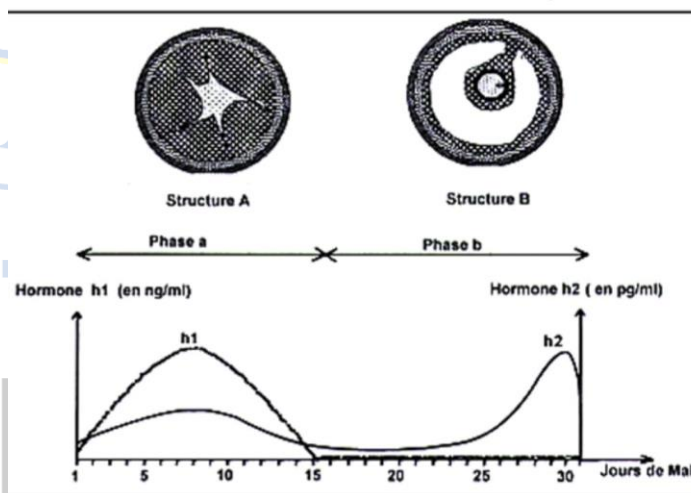 Structure A
Structure B
Phase a
Phase b
Hormone h1 (en ng/ml)
Hormone h2 ( en pg/ml)
h1
h2
1 5 10 15 20 25 30 Jours de Mai